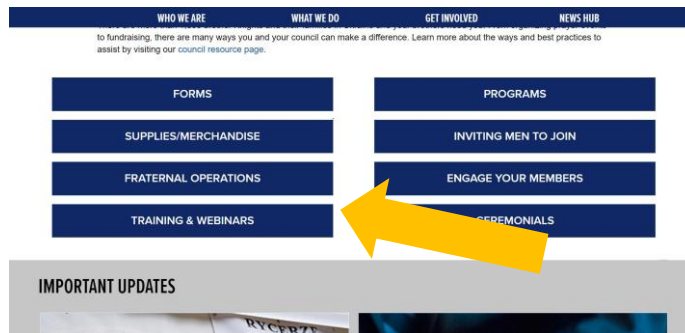 WHO WE ARE WHAT WE DO GET INVOLVED NEWS HUB
to fundraising, there are many ways you and your council can make a difference. Learn more about the ways and best practices to
assist by visiting our council resource page.
FORMS PROGRAMS
SUPPLIES/MERCHANDISE INVITING MEN TO JOIN
FRATERNAL OPERATIONS ENGAGE YOUR MEMBERS
TRAINING & WEBINARS CEREMONIALS
IMPORTANT UPDATES
RYCERZE